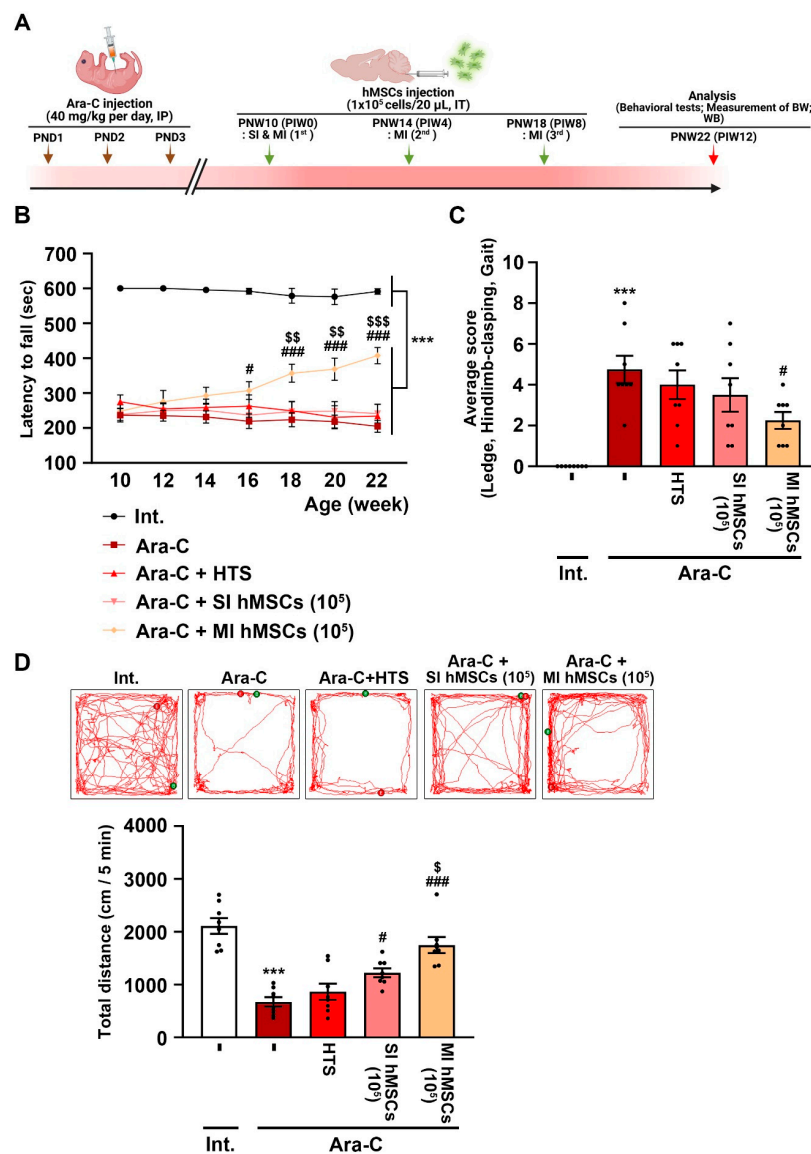 A
Ara-C injection
(40 mg/kg per day, IP)
PND1 PND2 PND3
hMSCs injection
(1x10⁵ cells/20 µL, IT)
PNW10 (PIW0)
: SI & MI (1ˢᵗ)
PNW14 (PIW4)
: MI (2ⁿᵈ)
PNW18 (PIW8)
: MI (3ʳᵈ)
Analysis
(Behavioral tests; Measurement of BW;
WB)
PNW22 (PIW12)
B
Latency to fall (sec)
700
600
500
400
300
200
100
10 12 14 16 18 20 22
Age (week)
#
$$
###
$$
###
$$$
###
***
Int.
Ara-C
Ara-C + HTS
Ara-C + SI hMSCs (10⁵)
Ara-C + MI hMSCs (10⁵)
C
Average score
(Ledge, Hindlimb-clasping, Gait)
10
8
6
4
2
0
***
#
- - HTS SI hMSCs (10⁵) MI hMSCs (10⁵)
Int. Ara-C
D
Int.
Ara-C
Ara-C+HTS
Ara-C +
SI hMSCs (10⁵)
Ara-C +
MI hMSCs (10⁵)
Total distance (cm / 5 min)
4000
3000
2000
1000
0
***
#
$
###
- - HTS SI hMSCs (10⁵) MI hMSCs (10⁵)
Int. Ara-C